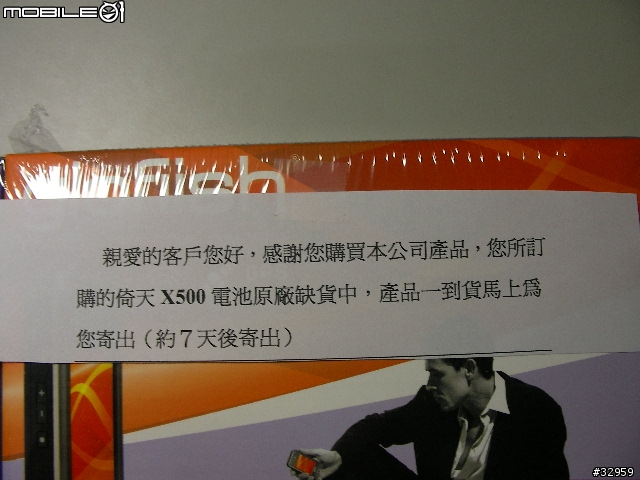 MOBILE01
fish
親愛的客戶您好，感謝您購買本公司產品，您所訂
購的倚天 X500 電池原廠缺貨中，產品一到貨馬上為
您寄出（約 7 天後寄出）
#32959